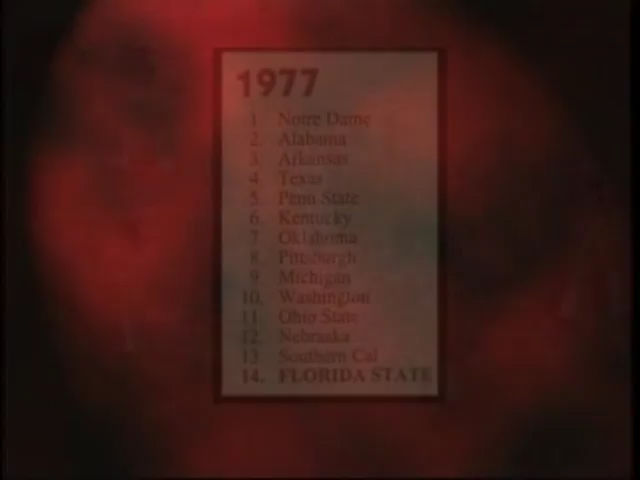 1977
1. Notre Dame
2. Alabama
3. Arkansas
4. Texas
5. Penn State
6. Kentucky
7. Oklahoma
8. Pittsburgh
9. Michigan
10. Washington
11. Ohio State
12. Nebraska
13. Southern Cal
14. FLORIDA STATE